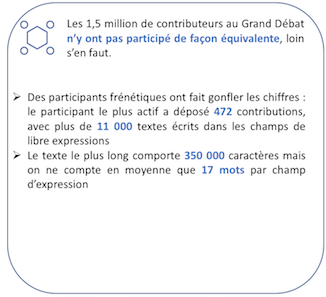 Les 1,5 million de contributeurs au Grand Débat
n’y ont pas participé de façon équivalente, loin
s’en faut.
➢ Des participants frénétiques ont fait gonfler les chiffres :
le participant le plus actif a déposé 472 contributions,
avec plus de 11 000 textes écrits dans les champs de
libre expressions
➢ Le texte le plus long comporte 350 000 caractères mais
on ne compte en moyenne que 17 mots par champ
d’expression